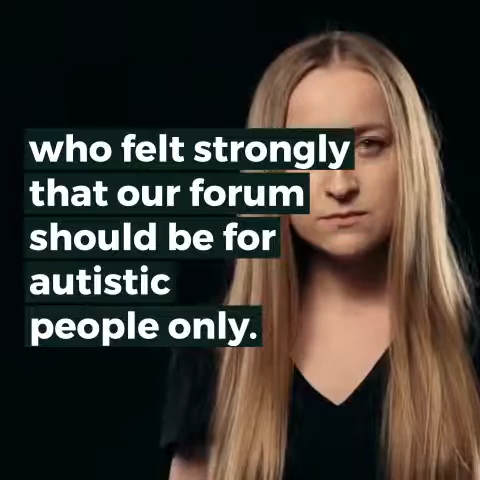 who felt strongly
that our forum
should be for
autistic
people only.